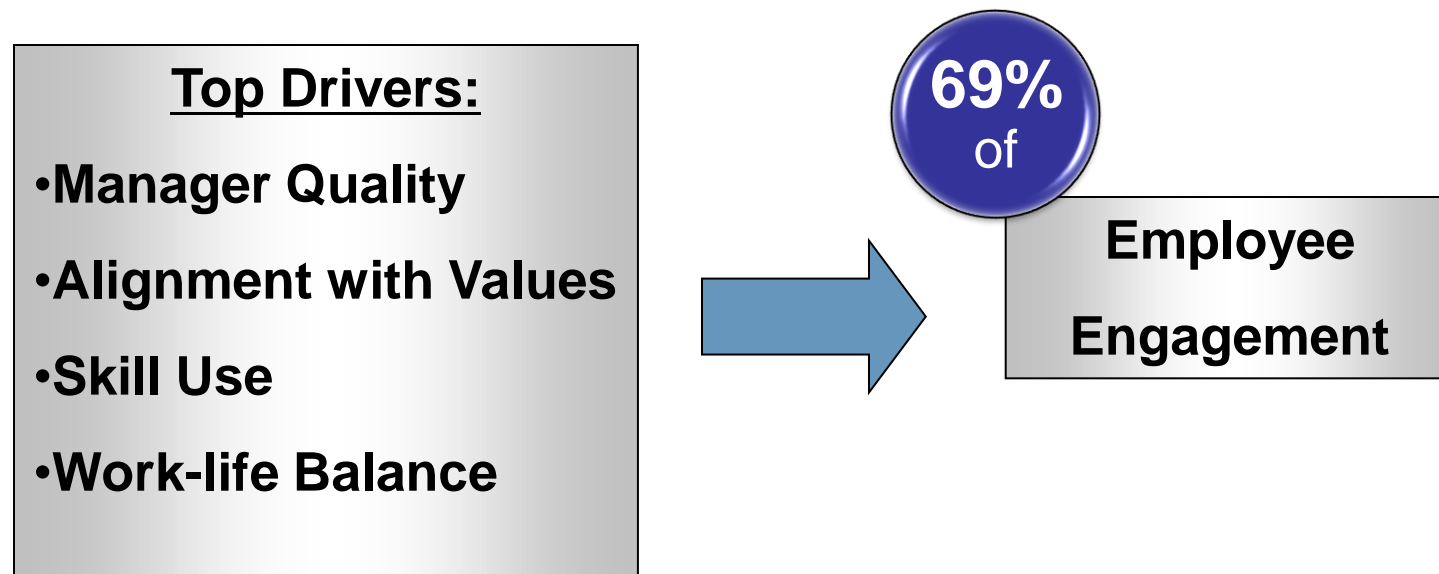 Top Drivers:
•Manager Quality
•Alignment with Values
•Skill Use
•Work-life Balance
69%
of
Employee
Engagement